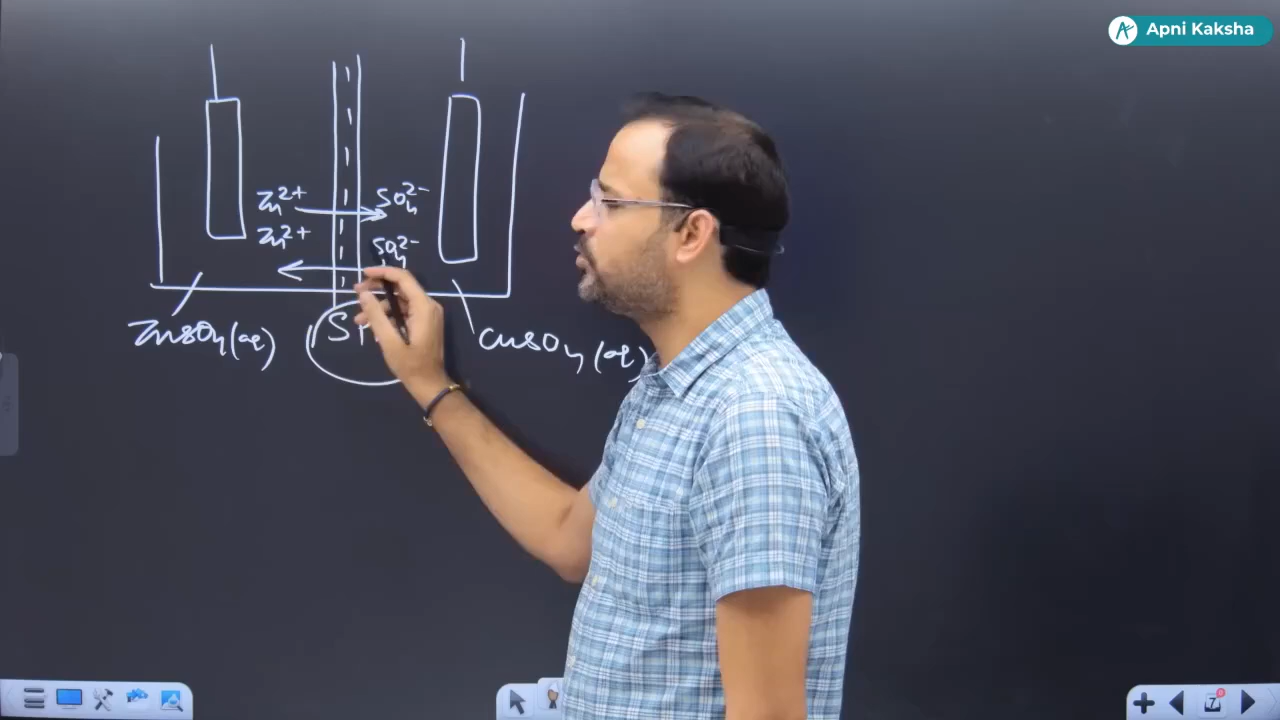 Apni Kaksha
Zn²⁺ SO₄²⁻
Zn²⁺ SO₄²⁻
ZnSO₄(aq) CuSO₄(aq)